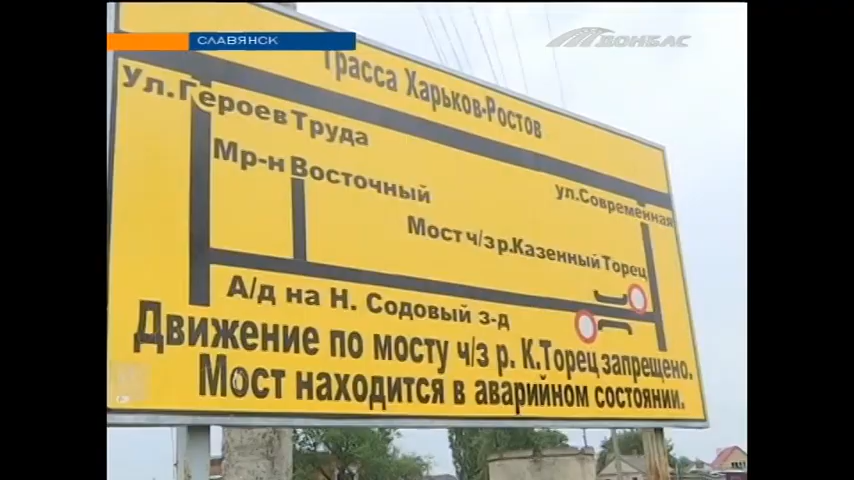 СЛАВЯНСК
ДОНБАС
Трасса Харьков-Ростов
Ул.Героев Труда
Мр-н Восточный
ул.Современная
Мост ч/з р.Казенный Торец
А/д на Н. Содовый з-д
Движение по мосту ч/з р. К.Торец запрещено.
Мост находится в аварийном состоянии.